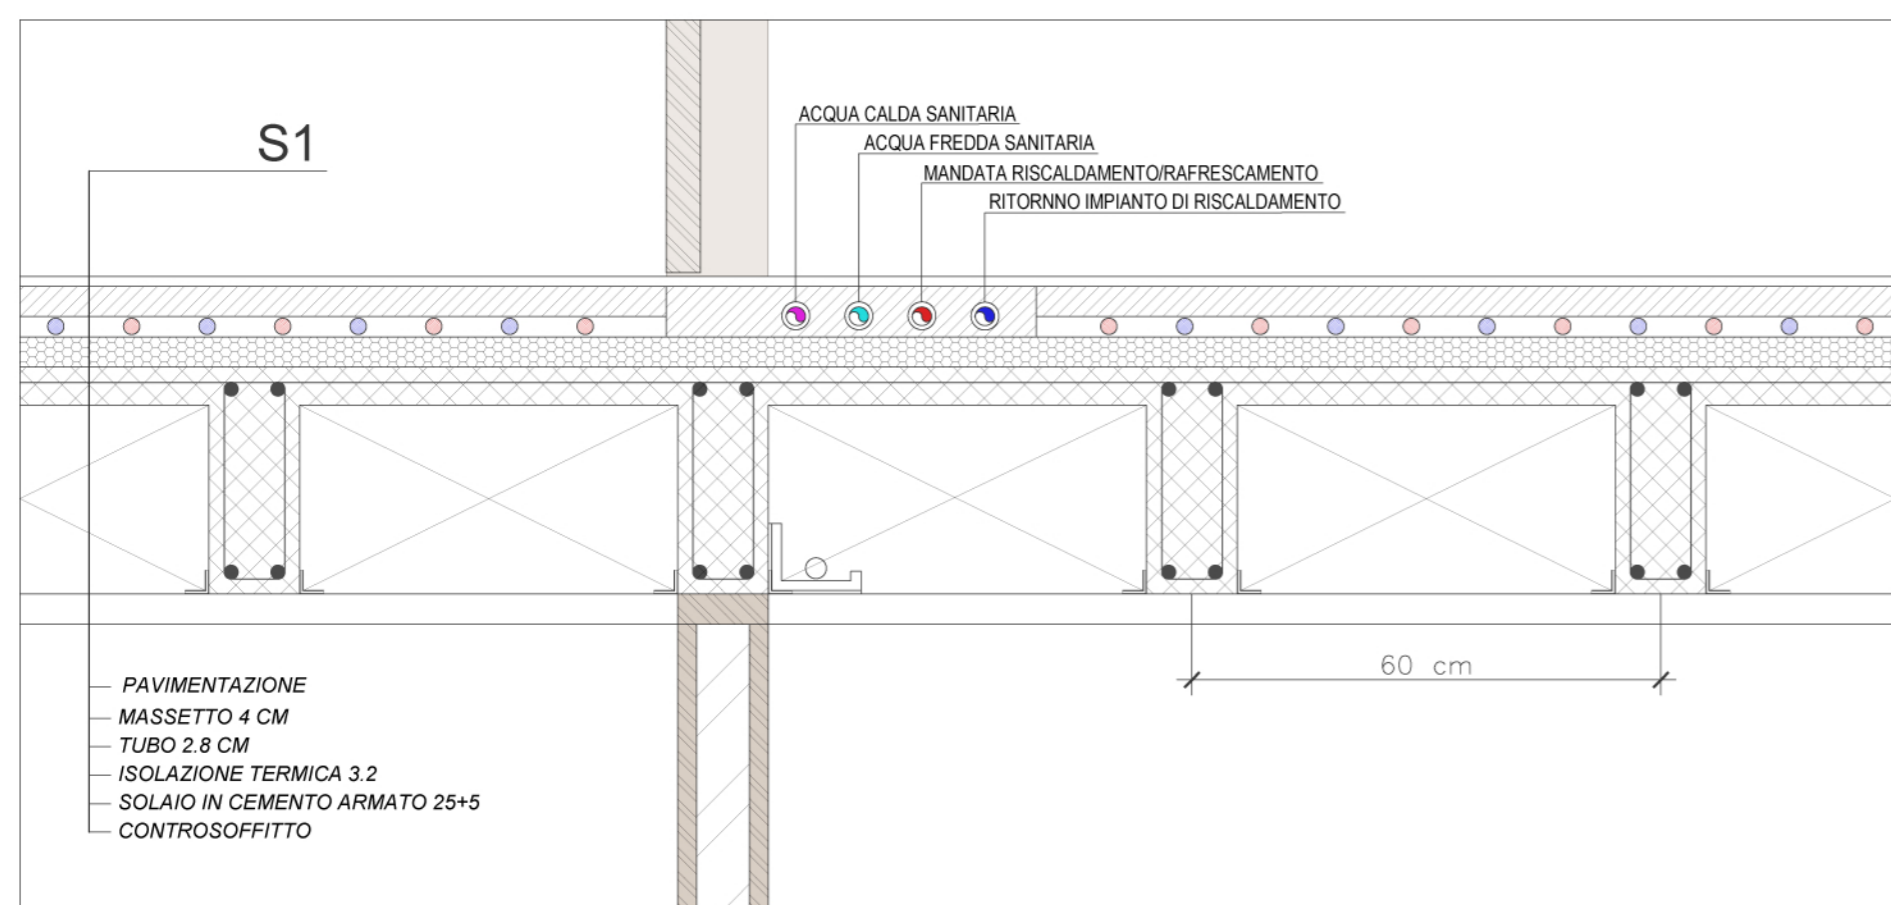 S1
ACQUA CALDA SANITARIA
ACQUA FREDDA SANITARIA
MANDATA RISCALDAMENTO/RAFRESCAMENTO
RITORNNO IMPIANTO DI RISCALDAMENTO
60 cm
PAVIMENTAZIONE
MASSETTO 4 CM
TUBO 2.8 CM
ISOLAZIONE TERMICA 3.2
SOLAIO IN CEMENTO ARMATO 25+5
CONTROSOFFITTO